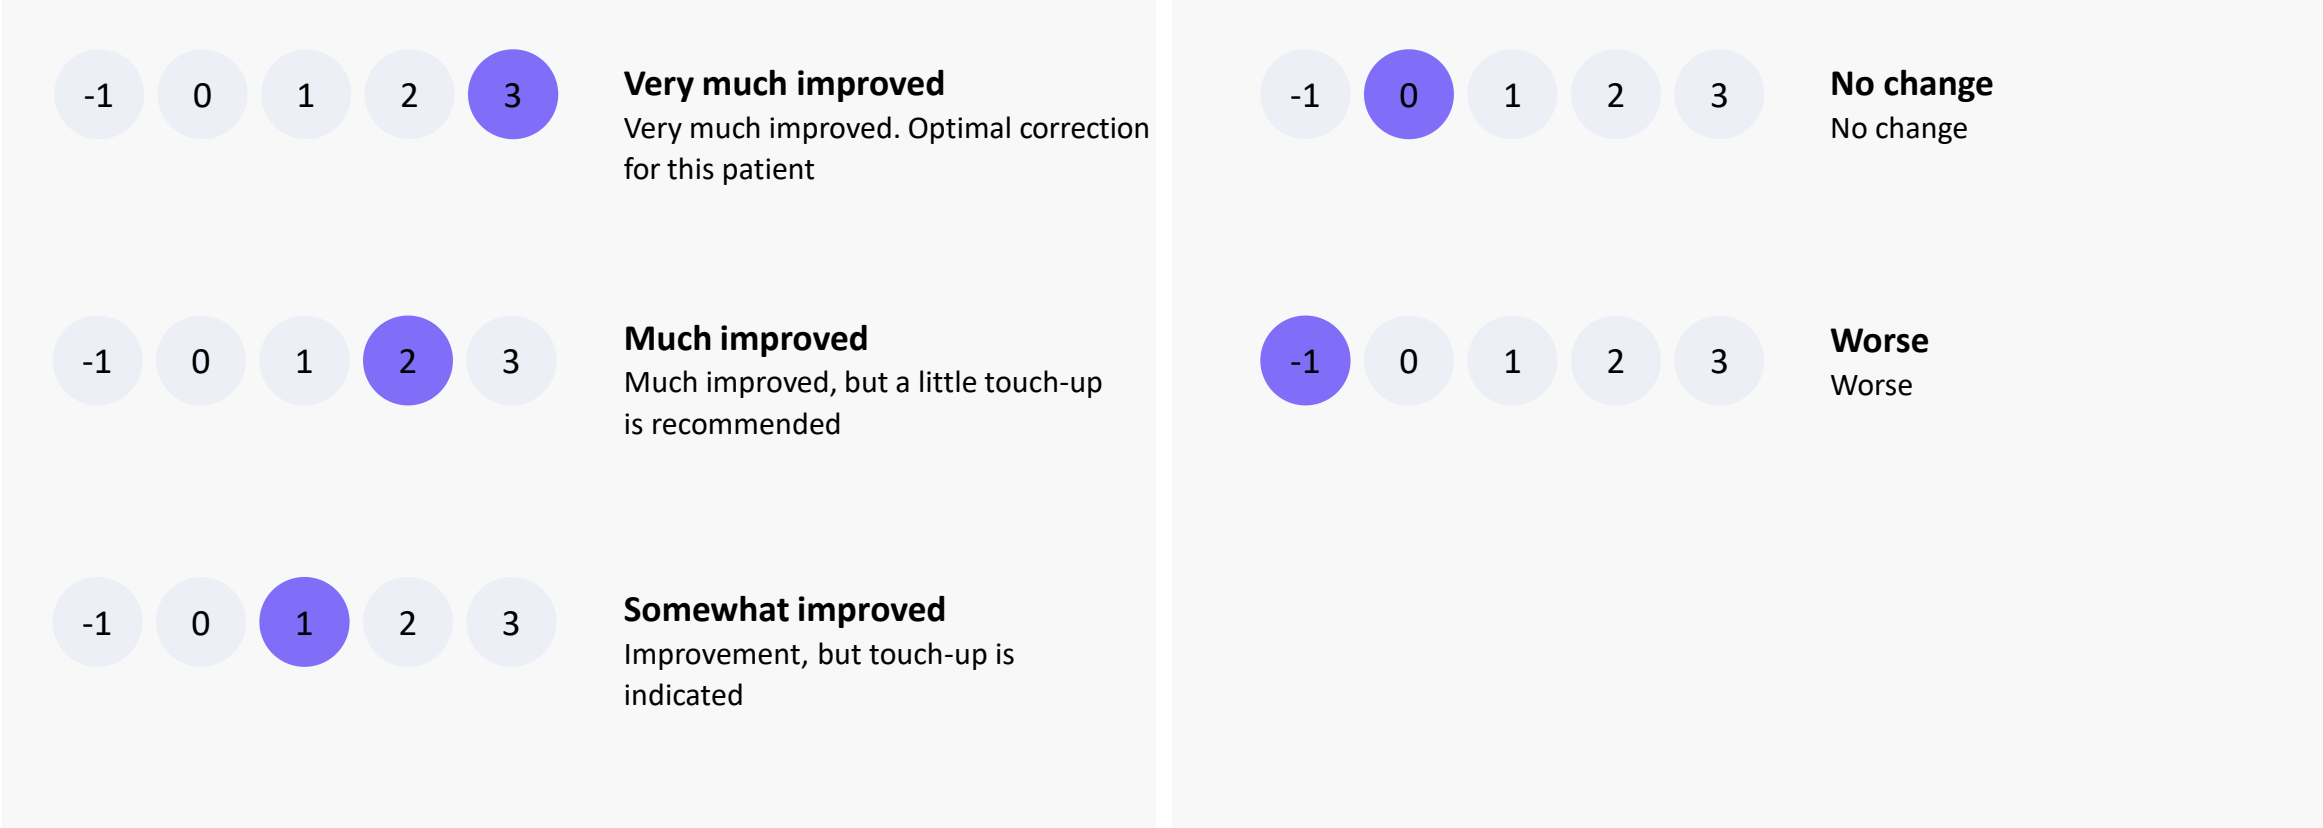 -1 0 1 2 3
Very much improved
Very much improved. Optimal correction
for this patient
-1 0 1 2 3
Much improved
Much improved, but a little touch-up
is recommended
-1 0 1 2 3
Somewhat improved
Improvement, but touch-up is
indicated
-1 0 1 2 3
No change
No change
-1 0 1 2 3
Worse
Worse